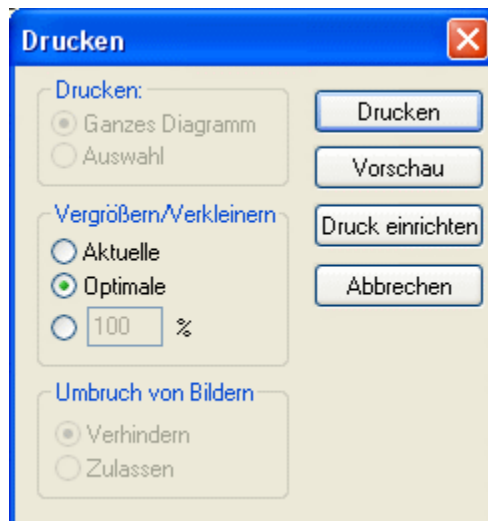 Drucken
Drucken:
Ganzes Diagramm
Auswahl
Vergrößern/Verkleinern
Aktuelle
Optimale
100 %
Umbruch von Bildern
Verhindern
Zulassen
Drucken
Vorschau
Druck einrichten
Abbrechen